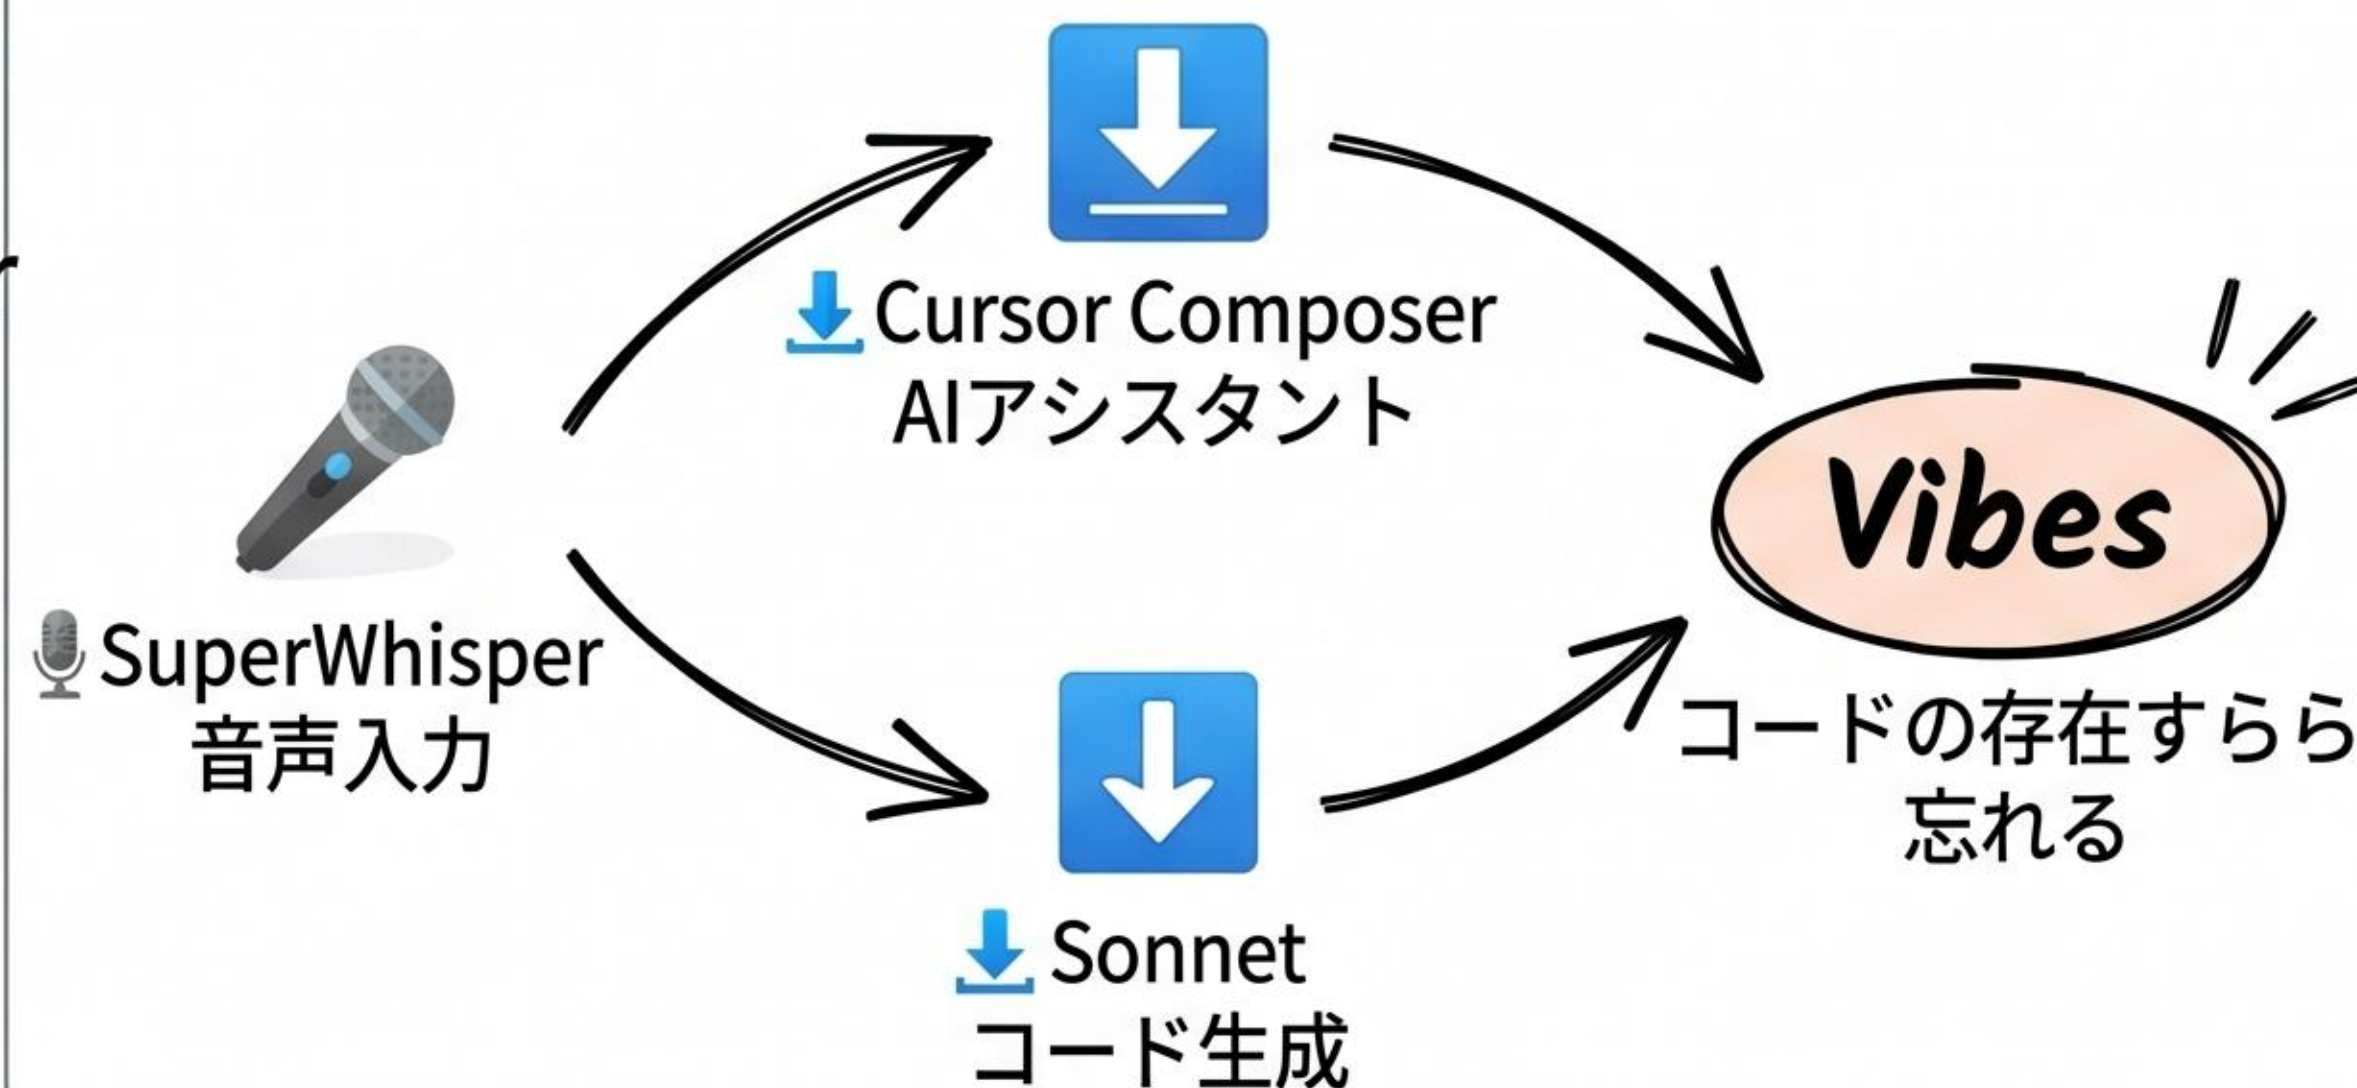 SuperWhisper
音声入力
Cursor Composer
AIアシスタント
Sonnet
コード生成
Vibes
コードの存在すらら
忘れる